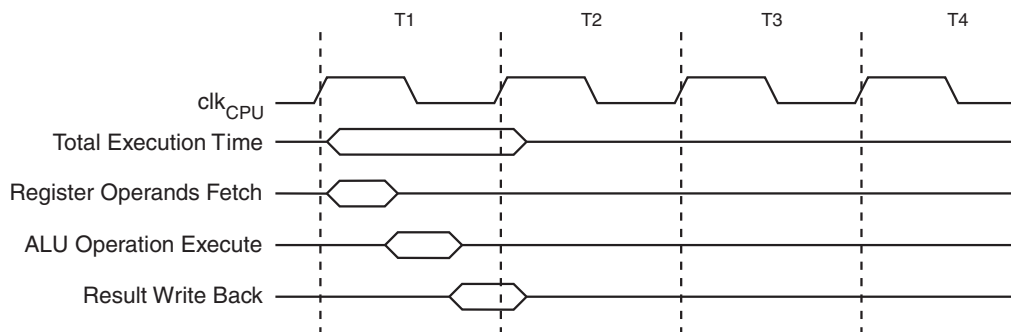 T1 T2 T3 T4
clkCPU
Total Execution Time
Register Operands Fetch
ALU Operation Execute
Result Write Back